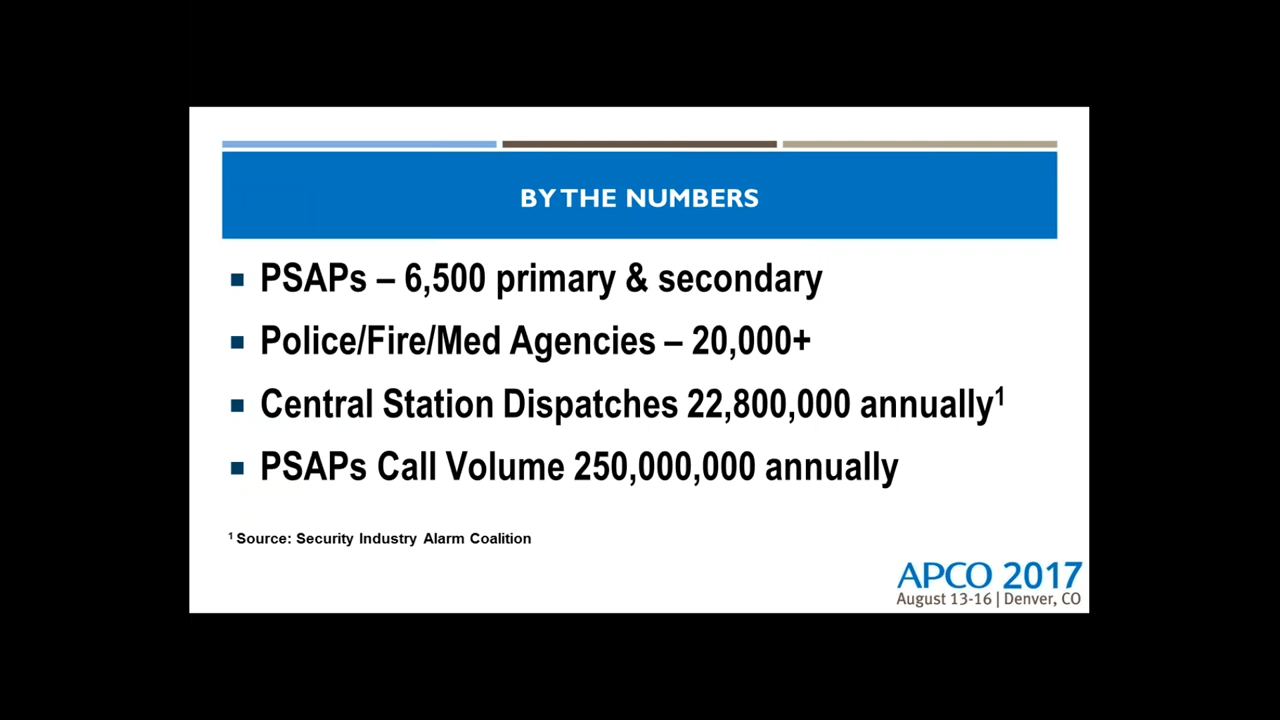 BY THE NUMBERS
▪ PSAPs – 6,500 primary & secondary
▪ Police/Fire/Med Agencies – 20,000+
▪ Central Station Dispatches 22,800,000 annually¹
▪ PSAPs Call Volume 250,000,000 annually
¹ Source: Security Industry Alarm Coalition
APCO 2017
August 13-16 | Denver, CO